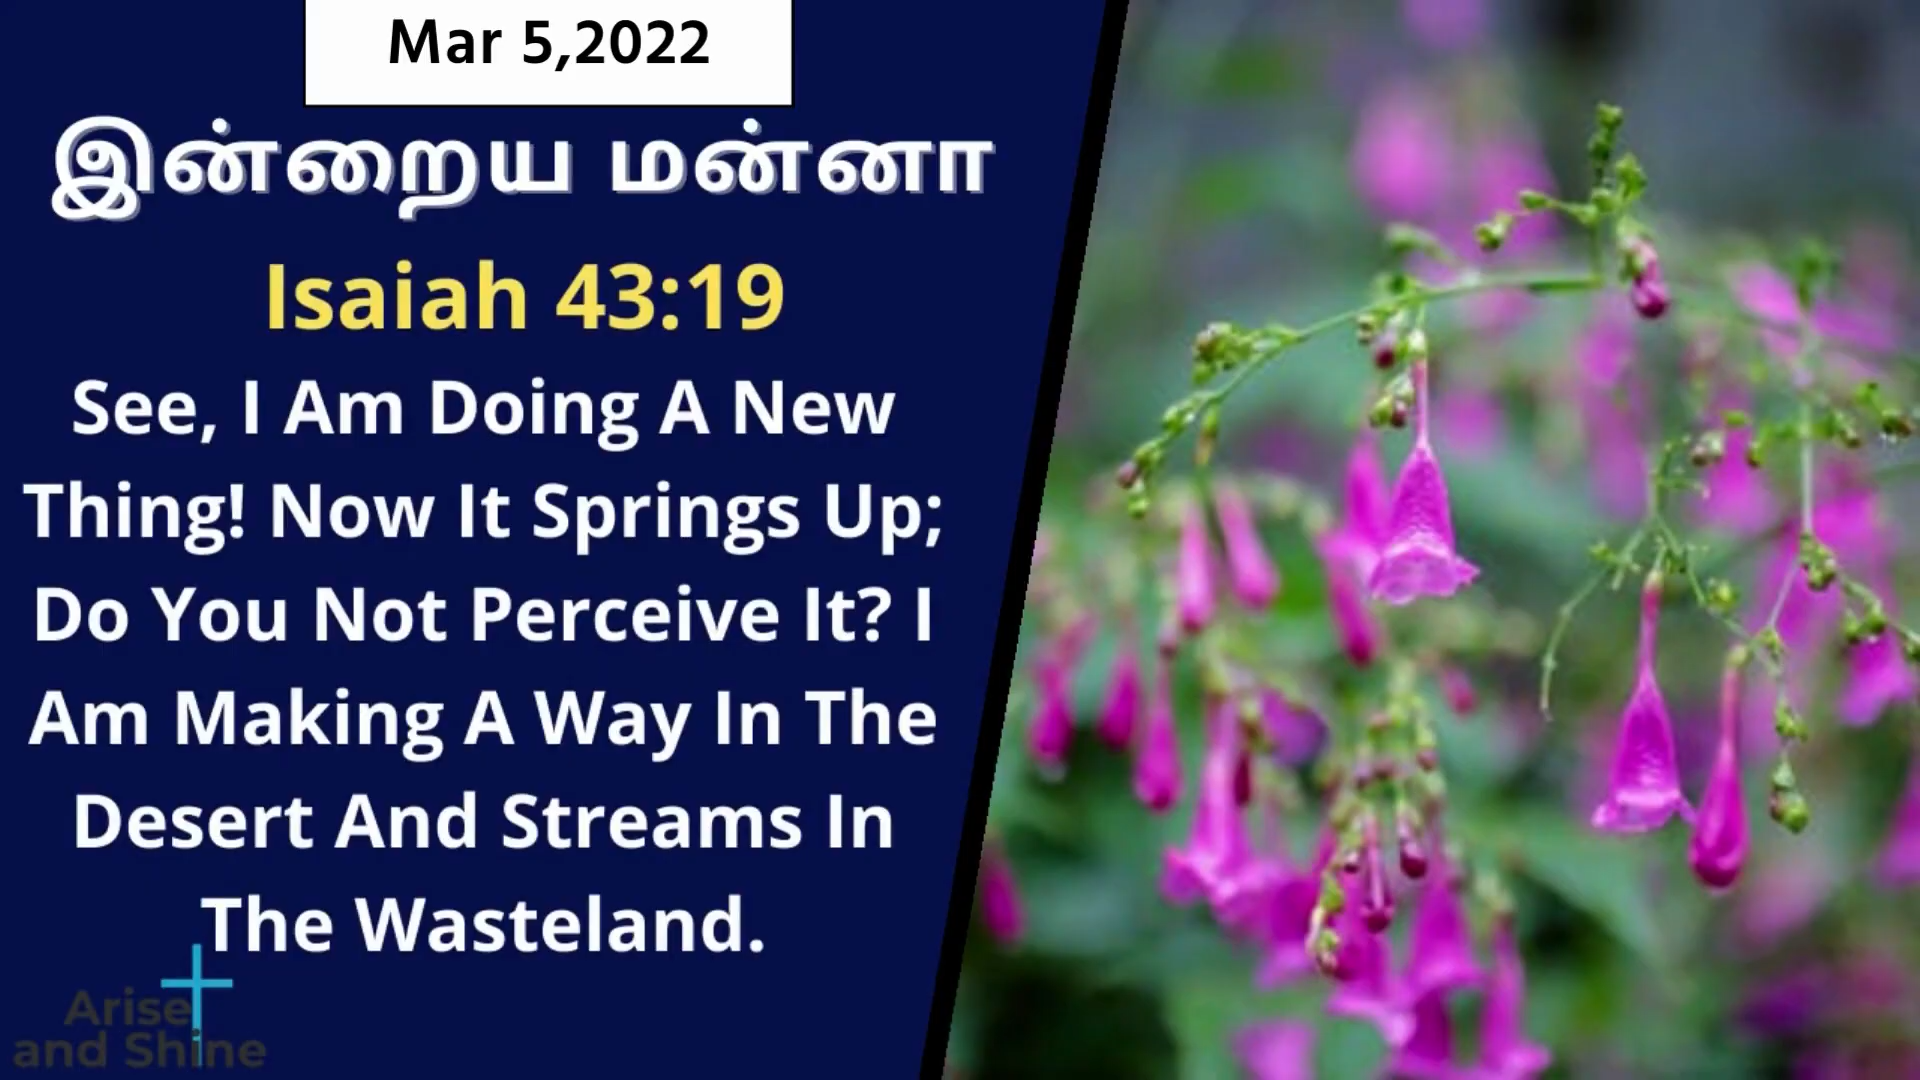 Mar 5,2022
இன்றைய மன்னா
Isaiah 43:19
See, I Am Doing A New
Thing! Now It Springs Up;
Do You Not Perceive It? I
Am Making A Way In The
Desert And Streams In
The Wasteland.
Arise
and Shine